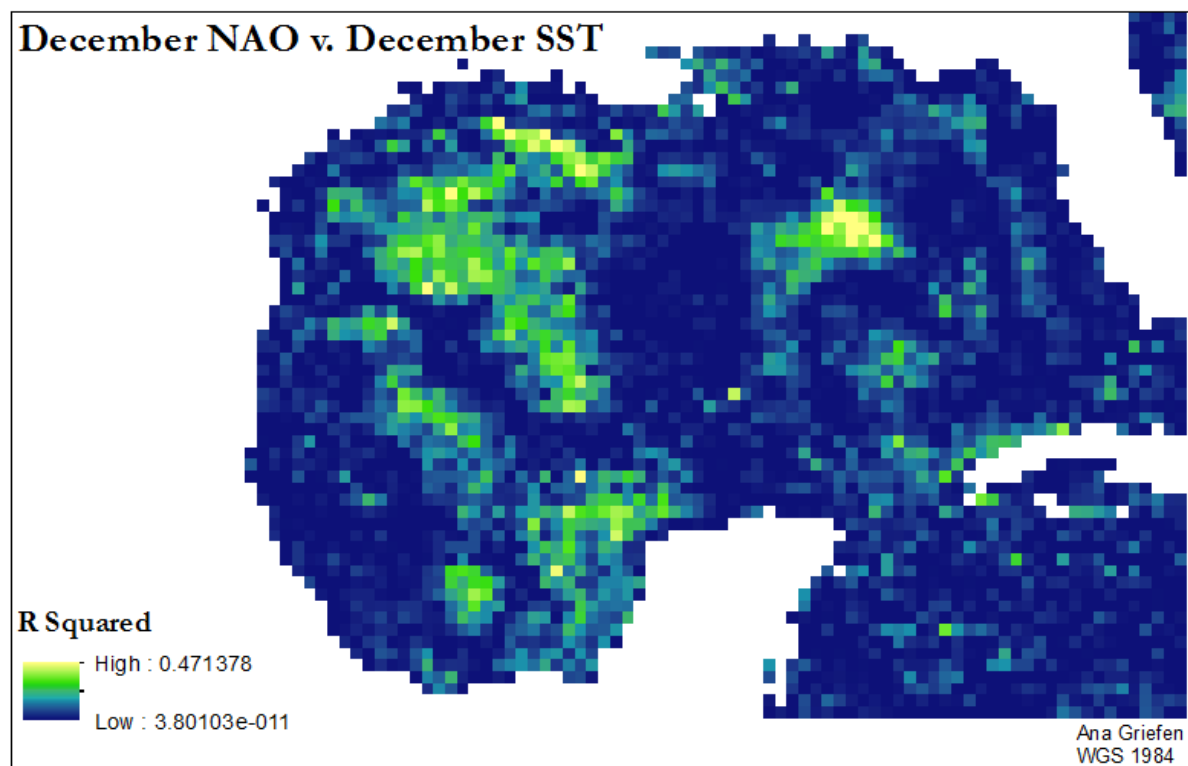 December NAO v. December SST
R Squared
High : 0.471378
Low : 3.80103e-011
Ana Griefen
WGS 1984